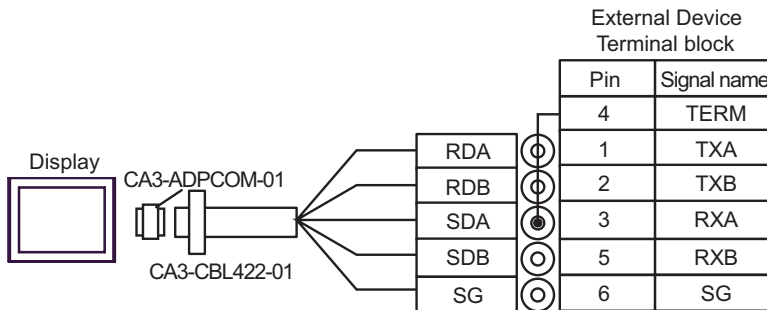 External Device
Terminal block
Pin Signal name
4 TERM
Display
CA3-ADPCOM-01
RDA 1 TXA
RDB 2 TXB
SDA 3 RXA
SDB 5 RXB
CA3-CBL422-01
SG 6 SG